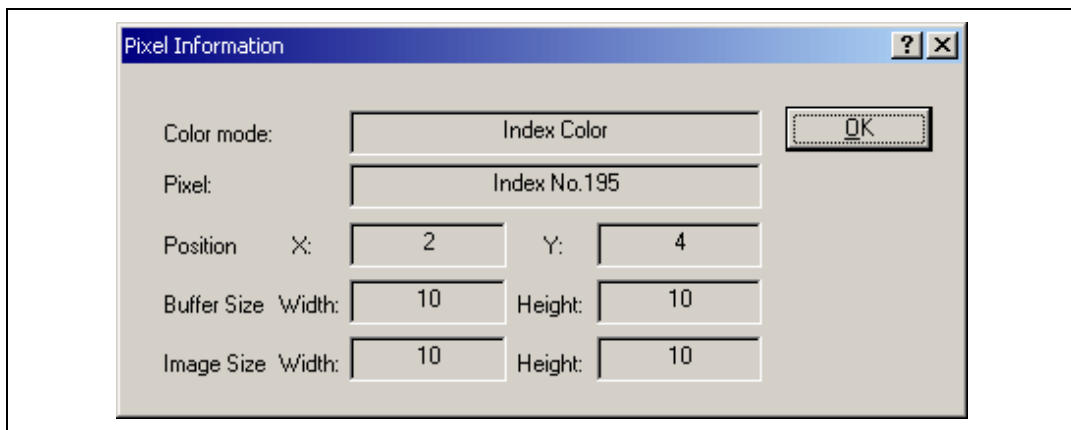 Pixel Information
Color mode: Index Color OK
Pixel: Index No.195
Position X: 2 Y: 4
Buffer Size Width: 10 Height: 10
Image Size Width: 10 Height: 10